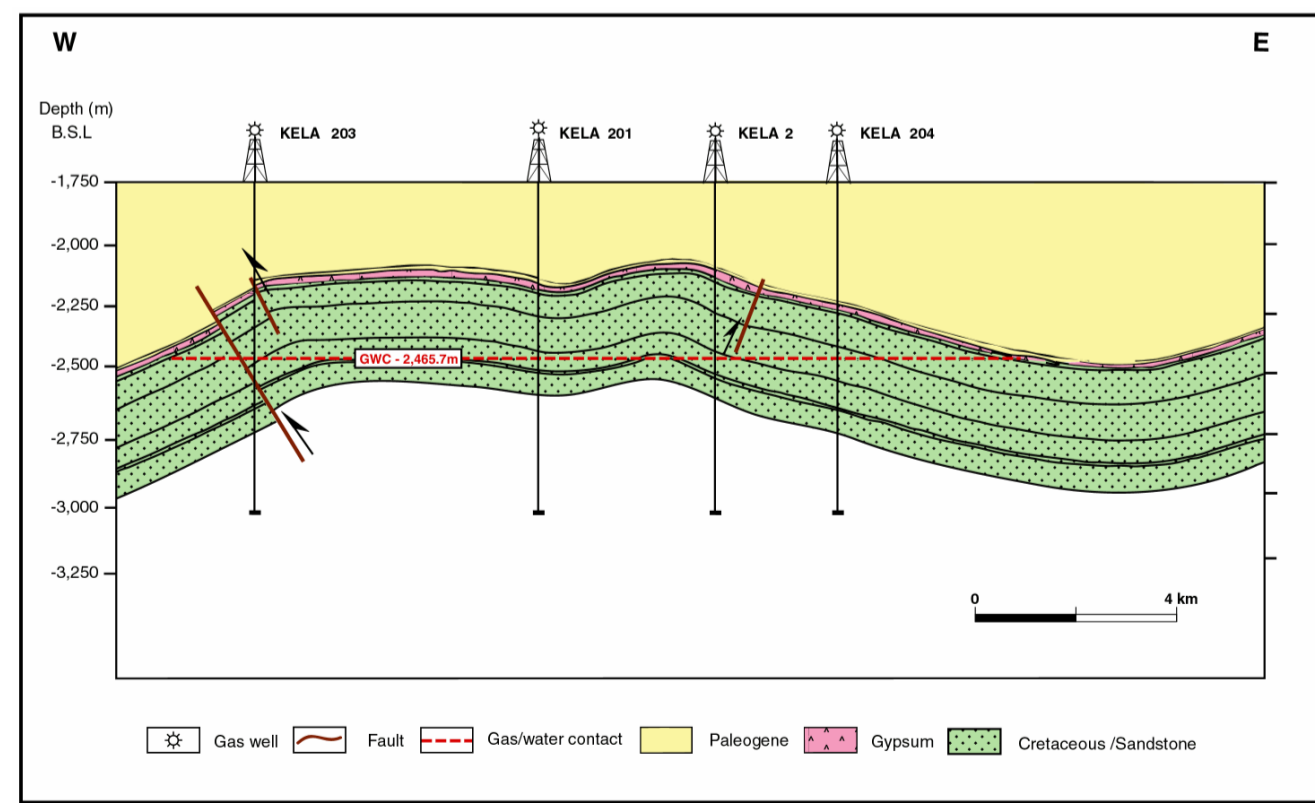 W
E
Depth (m)
B.S.L
KELA 203
KELA 201
KELA 2
KELA 204
-1,750
-2,000
-2,250
-2,500
-2,750
-3,000
-3,250
GWC - 2,465.7m
0
4 km
Gas well
Fault
Gas/water contact
Paleogene
Gypsum
Cretaceous /Sandstone